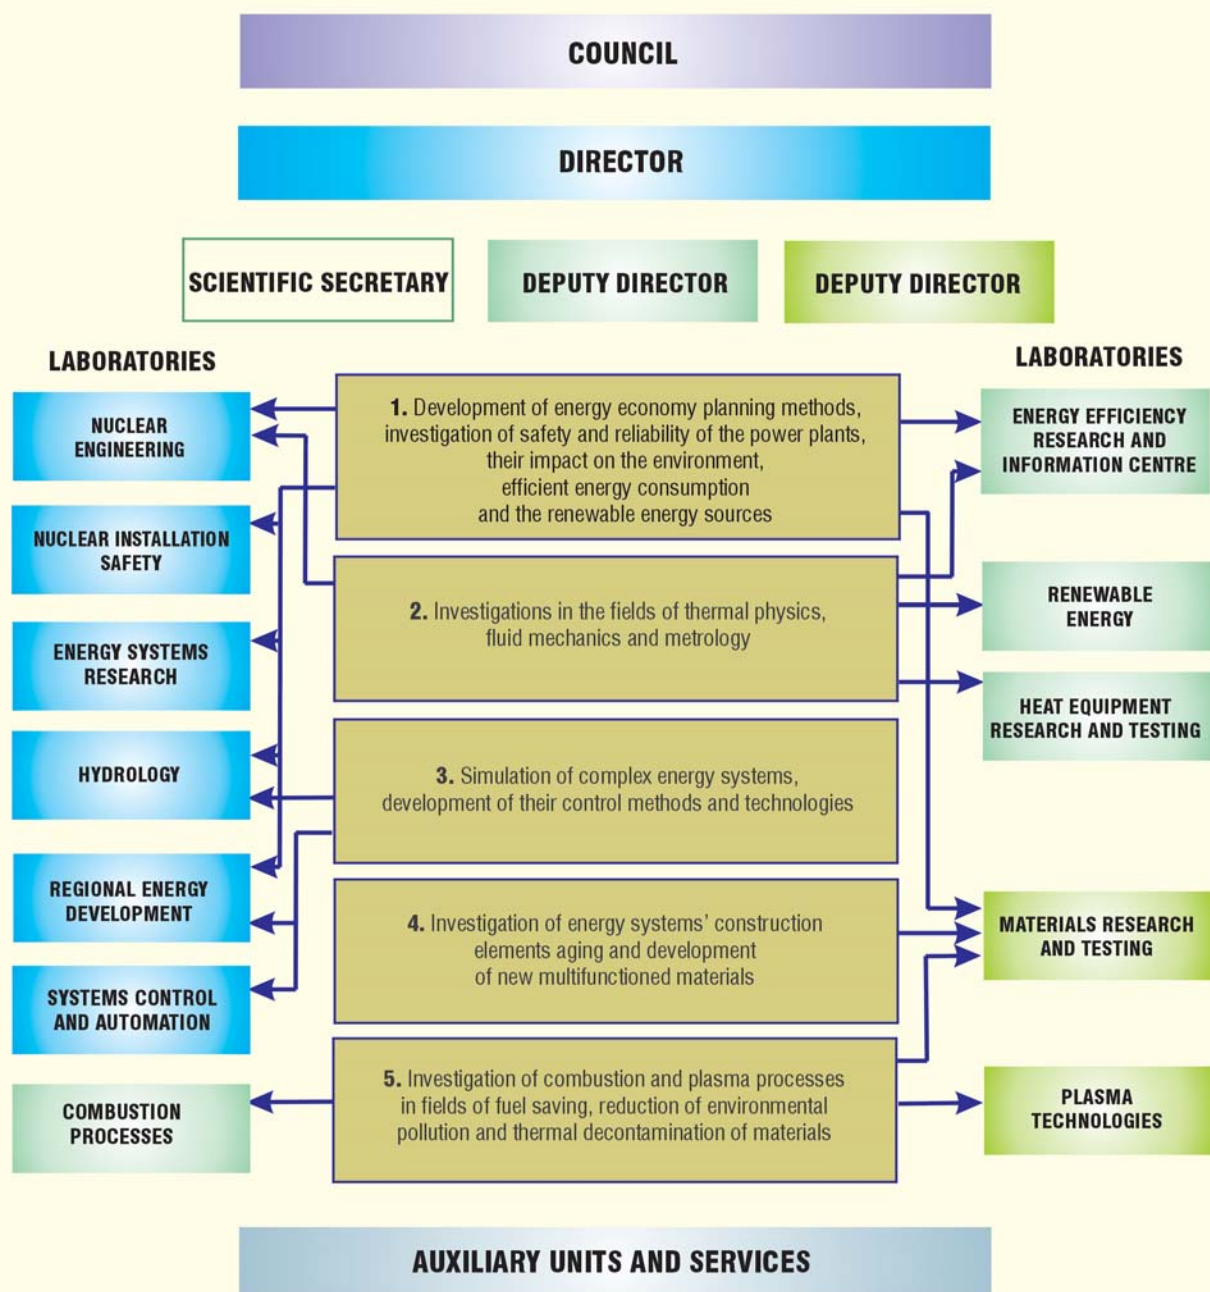 COUNCIL
DIRECTOR
SCIENTIFIC SECRETARY
DEPUTY DIRECTOR
DEPUTY DIRECTOR
LABORATORIES
NUCLEAR
ENGINEERING
NUCLEAR INSTALLATION
SAFETY
ENERGY SYSTEMS
RESEARCH
HYDROLOGY
REGIONAL ENERGY
DEVELOPMENT
SYSTEMS CONTROL
AND AUTOMATION
COMBUSTION
PROCESSES
1. Development of energy economy planning methods,
investigation of safety and reliability of the power plants,
their impact on the environment,
efficient energy consumption
and the renewable energy sources
2. Investigations in the fields of thermal physics,
fluid mechanics and metrology
3. Simulation of complex energy systems,
development of their control methods and technologies
4. Investigation of energy systems’ construction
elements aging and development
of new multifunctioned materials
5. Investigation of combustion and plasma processes
in fields of fuel saving, reduction of environmental
pollution and thermal decontamination of materials
LABORATORIES
ENERGY EFFICIENCY
RESEARCH AND
INFORMATION CENTRE
RENEWABLE
ENERGY
HEAT EQUIPMENT
RESEARCH AND TESTING
MATERIALS RESEARCH
AND TESTING
PLASMA
TECHNOLOGIES
AUXILIARY UNITS AND SERVICES